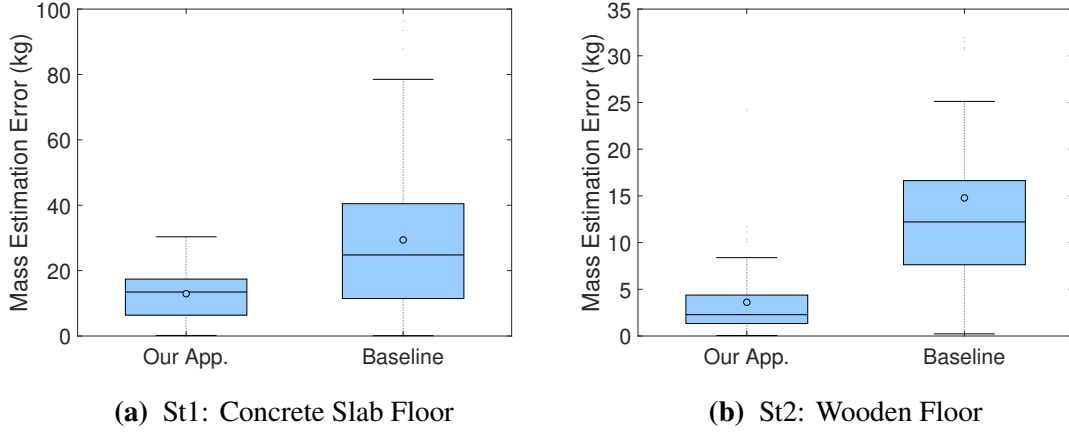 Mass Estimation Error (kg)
100
80
60
40
20
0
Our App.
Baseline
(a) St1: Concrete Slab Floor
Mass Estimation Error (kg)
35
30
25
20
15
10
5
0
Our App.
Baseline
(b) St2: Wooden Floor